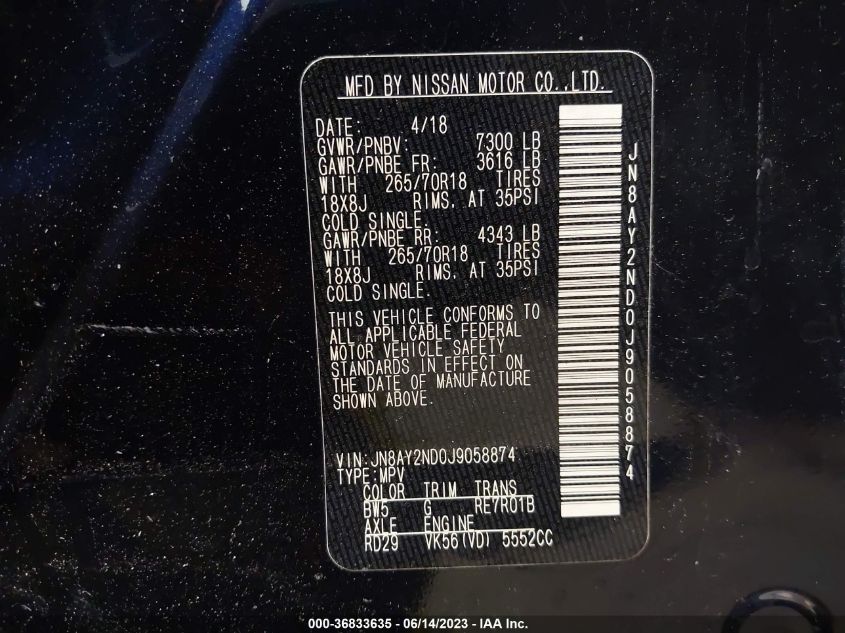 MFD BY NISSAN MOTOR CO.,LTD.
DATE: 4/18
GVWR/PNBV: 7300 LB
GAWR/PNBE FR: 3616 LB
WITH 265/70R18 TIRES
18X8J RIMS, AT 35PSI
COLD SINGLE.
GAWR/PNBE RR: 4343 LB
WITH 265/70R18 TIRES
18X8J RIMS, AT 35PSI
COLD SINGLE.
THIS VEHICLE CONFORMS TO
ALL APPLICABLE FEDERAL
MOTOR VEHICLE SAFETY
STANDARDS IN EFFECT ON
THE DATE OF MANUFACTURE
SHOWN ABOVE.
VIN:JN8AY2ND0J9058874
TYPE:MPV
COLOR TRIM TRANS
BW5 G RE7R01B
AXLE ENGINE
RD29 VK56(VD) 5552CC
JN8AY2ND0J9058874
000-36833635 - 06/14/2023 - IAA Inc.